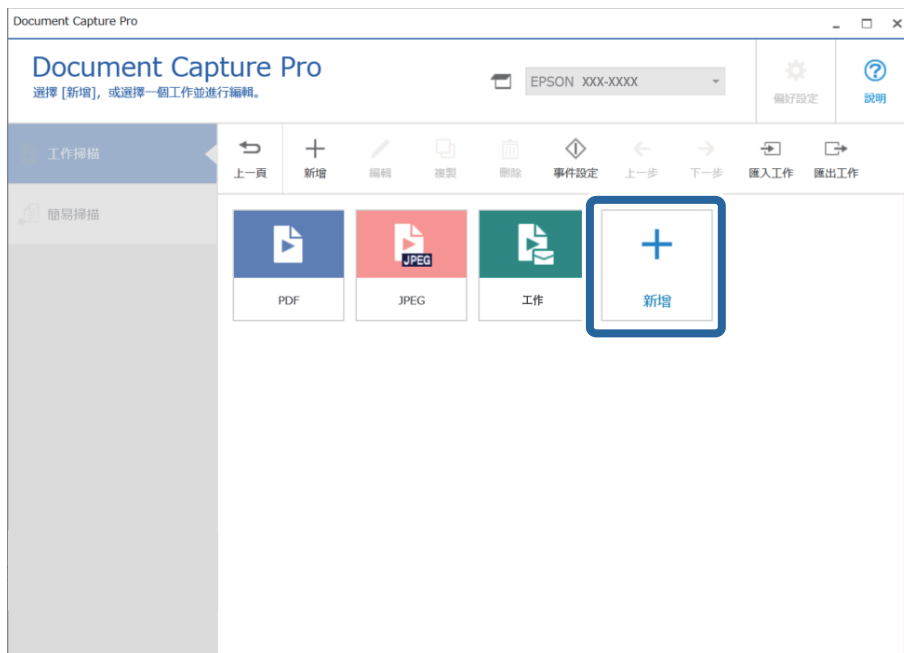 Document Capture Pro
Document Capture Pro
選擇 [新增]，或選擇一個工作並進行編輯。
EPSON XXX-XXXX
偏好設定
說明
工作掃描
簡易掃描
上一頁
新增
編輯
複製
刪除
事件設定
上一步
下一步
匯入工作
匯出工作
PDF
JPEG
JPEG
工作
新增